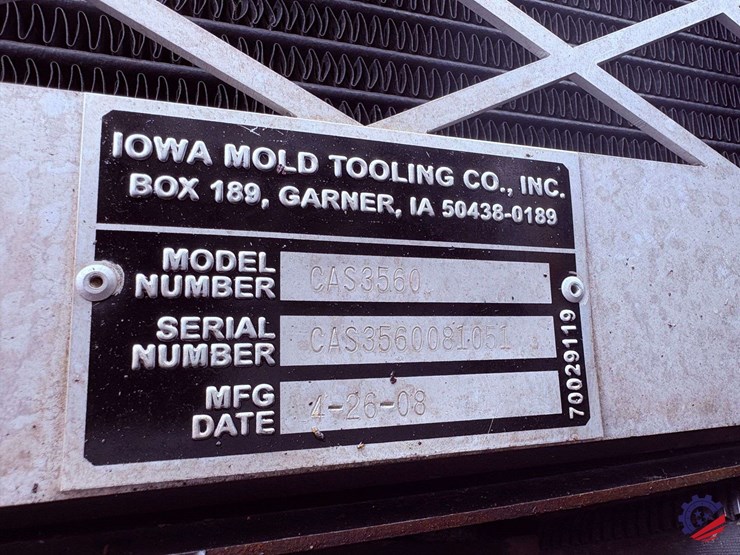 IOWA MOLD TOOLING CO., INC.
BOX 189, GARNER, IA 50438-0189
MODEL NUMBER CAS3560
SERIAL NUMBER CAS3560081051
MFG DATE 4-26-08
70029119